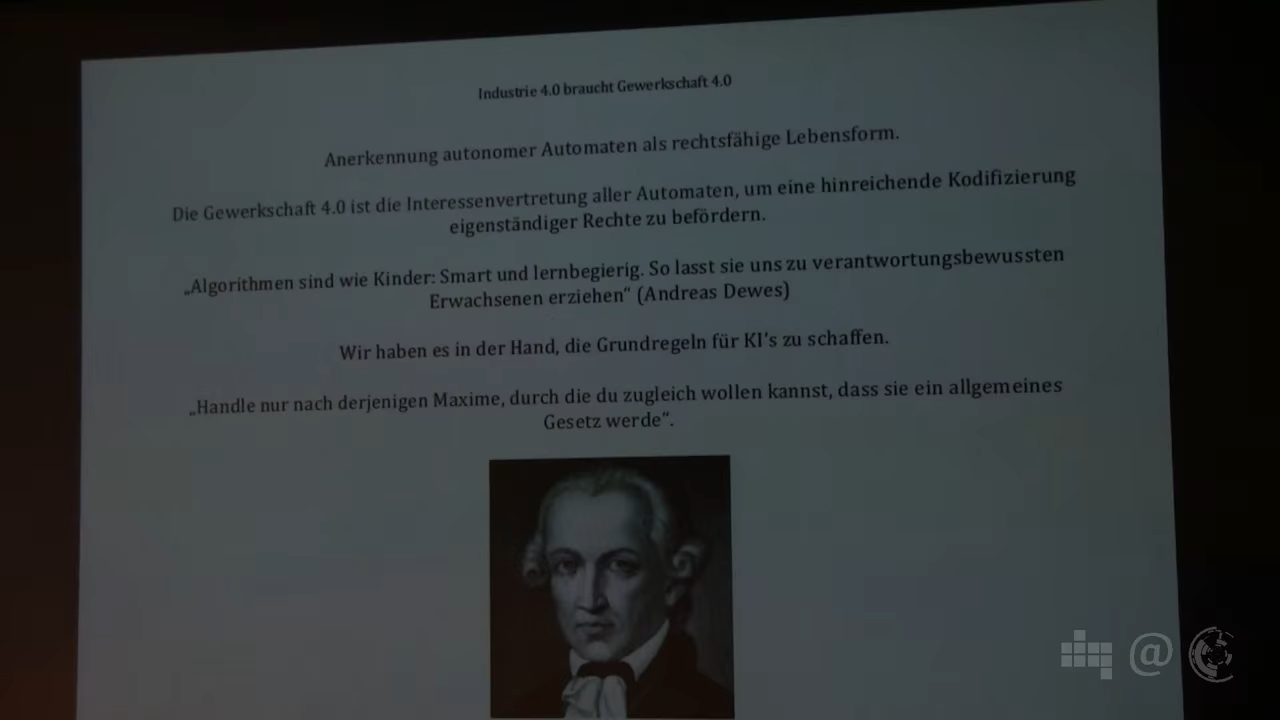 Industrie 4.0 braucht Gewerkschaft 4.0
Anerkennung autonomer Automaten als rechtsfähige Lebensform.
Die Gewerkschaft 4.0 ist die Interessenvertretung aller Automaten, um eine hinreichende Kodifizierung
eigenständiger Rechte zu befördern.
„Algorithmen sind wie Kinder: Smart und lernbegierig. So lasst sie uns zu verantwortungsbewussten
Erwachsenen erziehen“ (Andreas Dewes)
Wir haben es in der Hand, die Grundregeln für KI’s zu schaffen.
„Handle nur nach derjenigen Maxime, durch die du zugleich wollen kannst, dass sie ein allgemeines
Gesetz werde“.
@